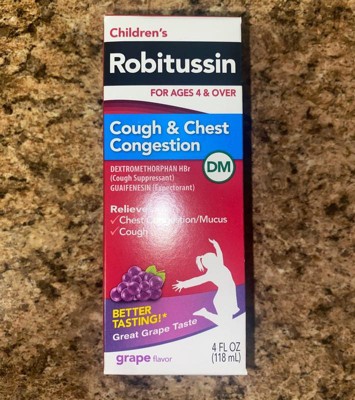 Children's
Robitussin
FOR AGES 4 & OVER
Cough & Chest
Congestion
DM
DEXTROMETHORPHAN HBr
(Cough Suppressant)
GUAIFENESIN (Expectorant)
Relieve
✓ Chest Congestion/Mucus
✓ Cough
BETTER
TASTING!*
Great Grape Taste
grape flavor
4 FL OZ
(118 mL)